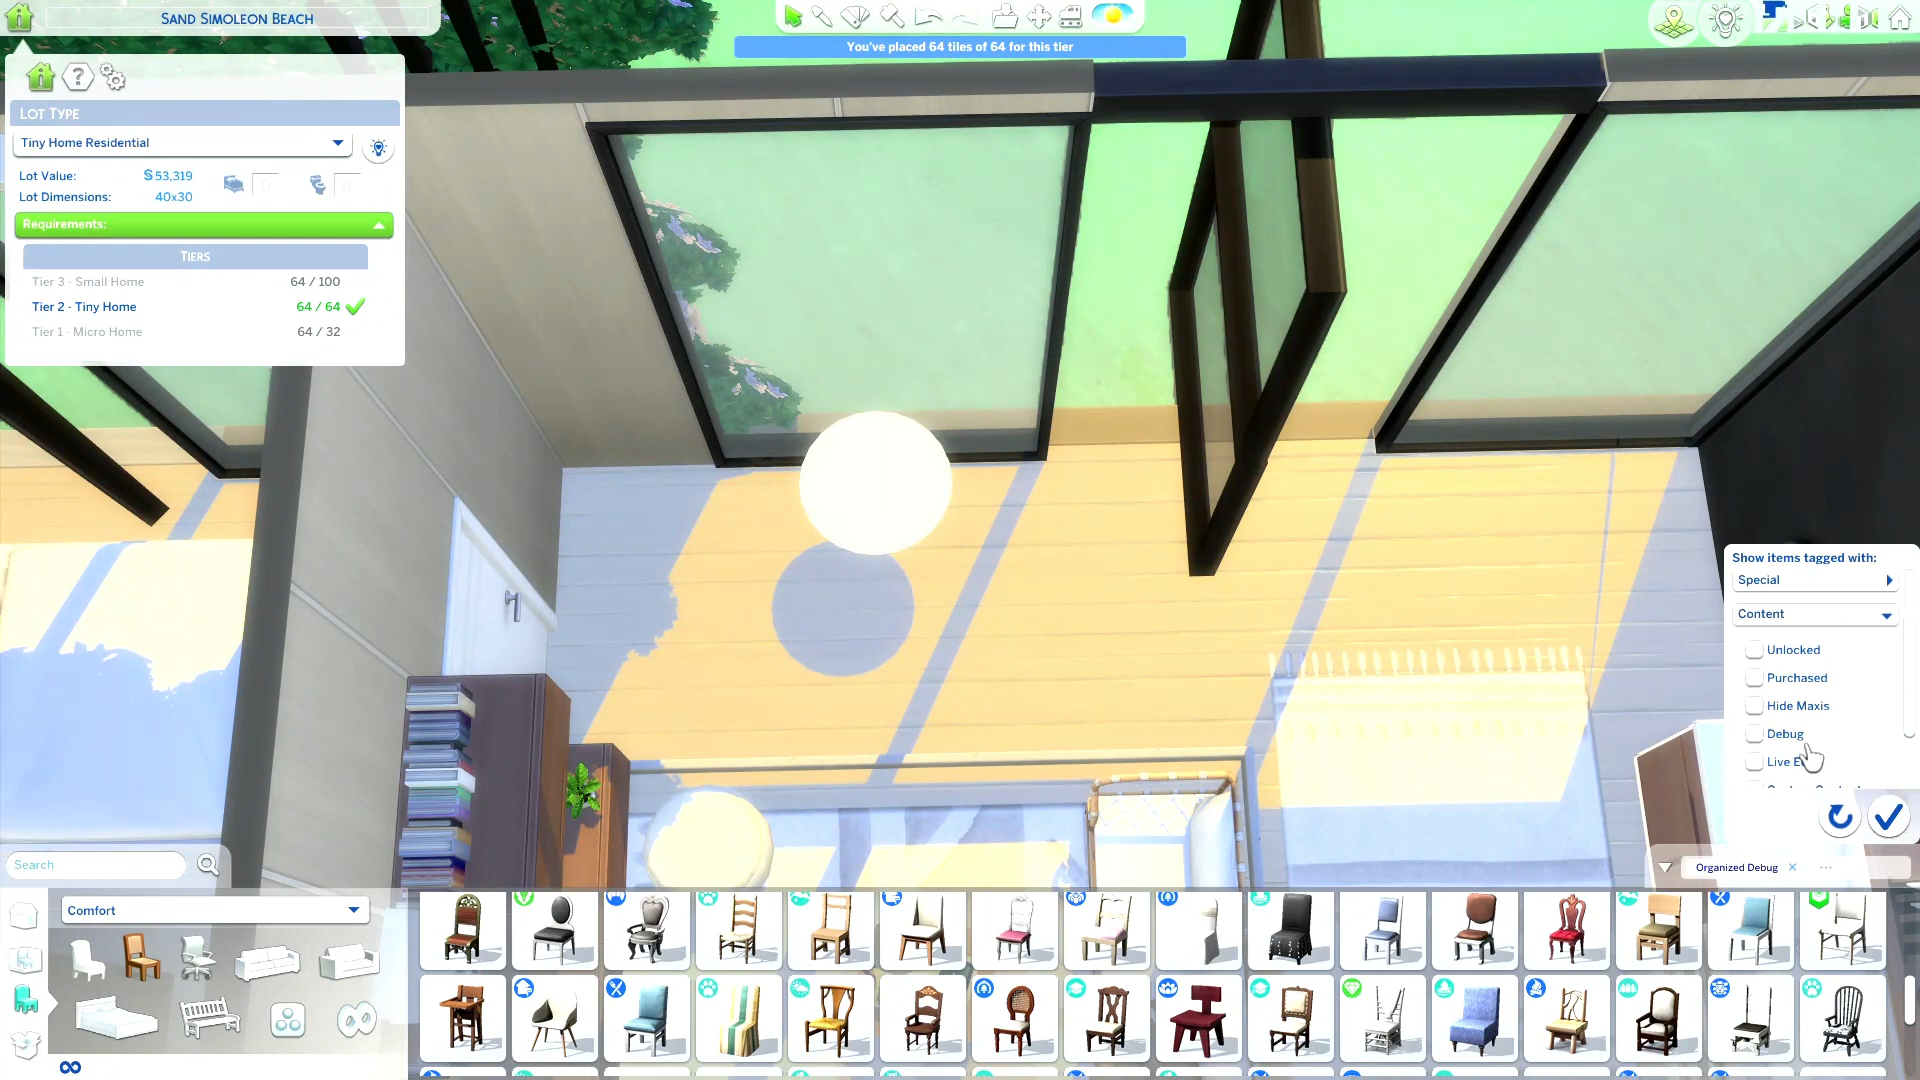 SAND SIMOLEON BEACH
You've placed 64 tiles of 64 for this tier
LOT TYPE
Tiny Home Residential
Lot Value: §53,319
Lot Dimensions: 40x30
Requirements:
TIERS
Tier 3 - Small Home 64 / 100
Tier 2 - Tiny Home 64 / 64
Tier 1 - Micro Home 64 / 32
Show items tagged with:
Special
Content
Unlocked
Purchased
Hide Maxis
Debug
Live
Organized Debug
Search
Comfort